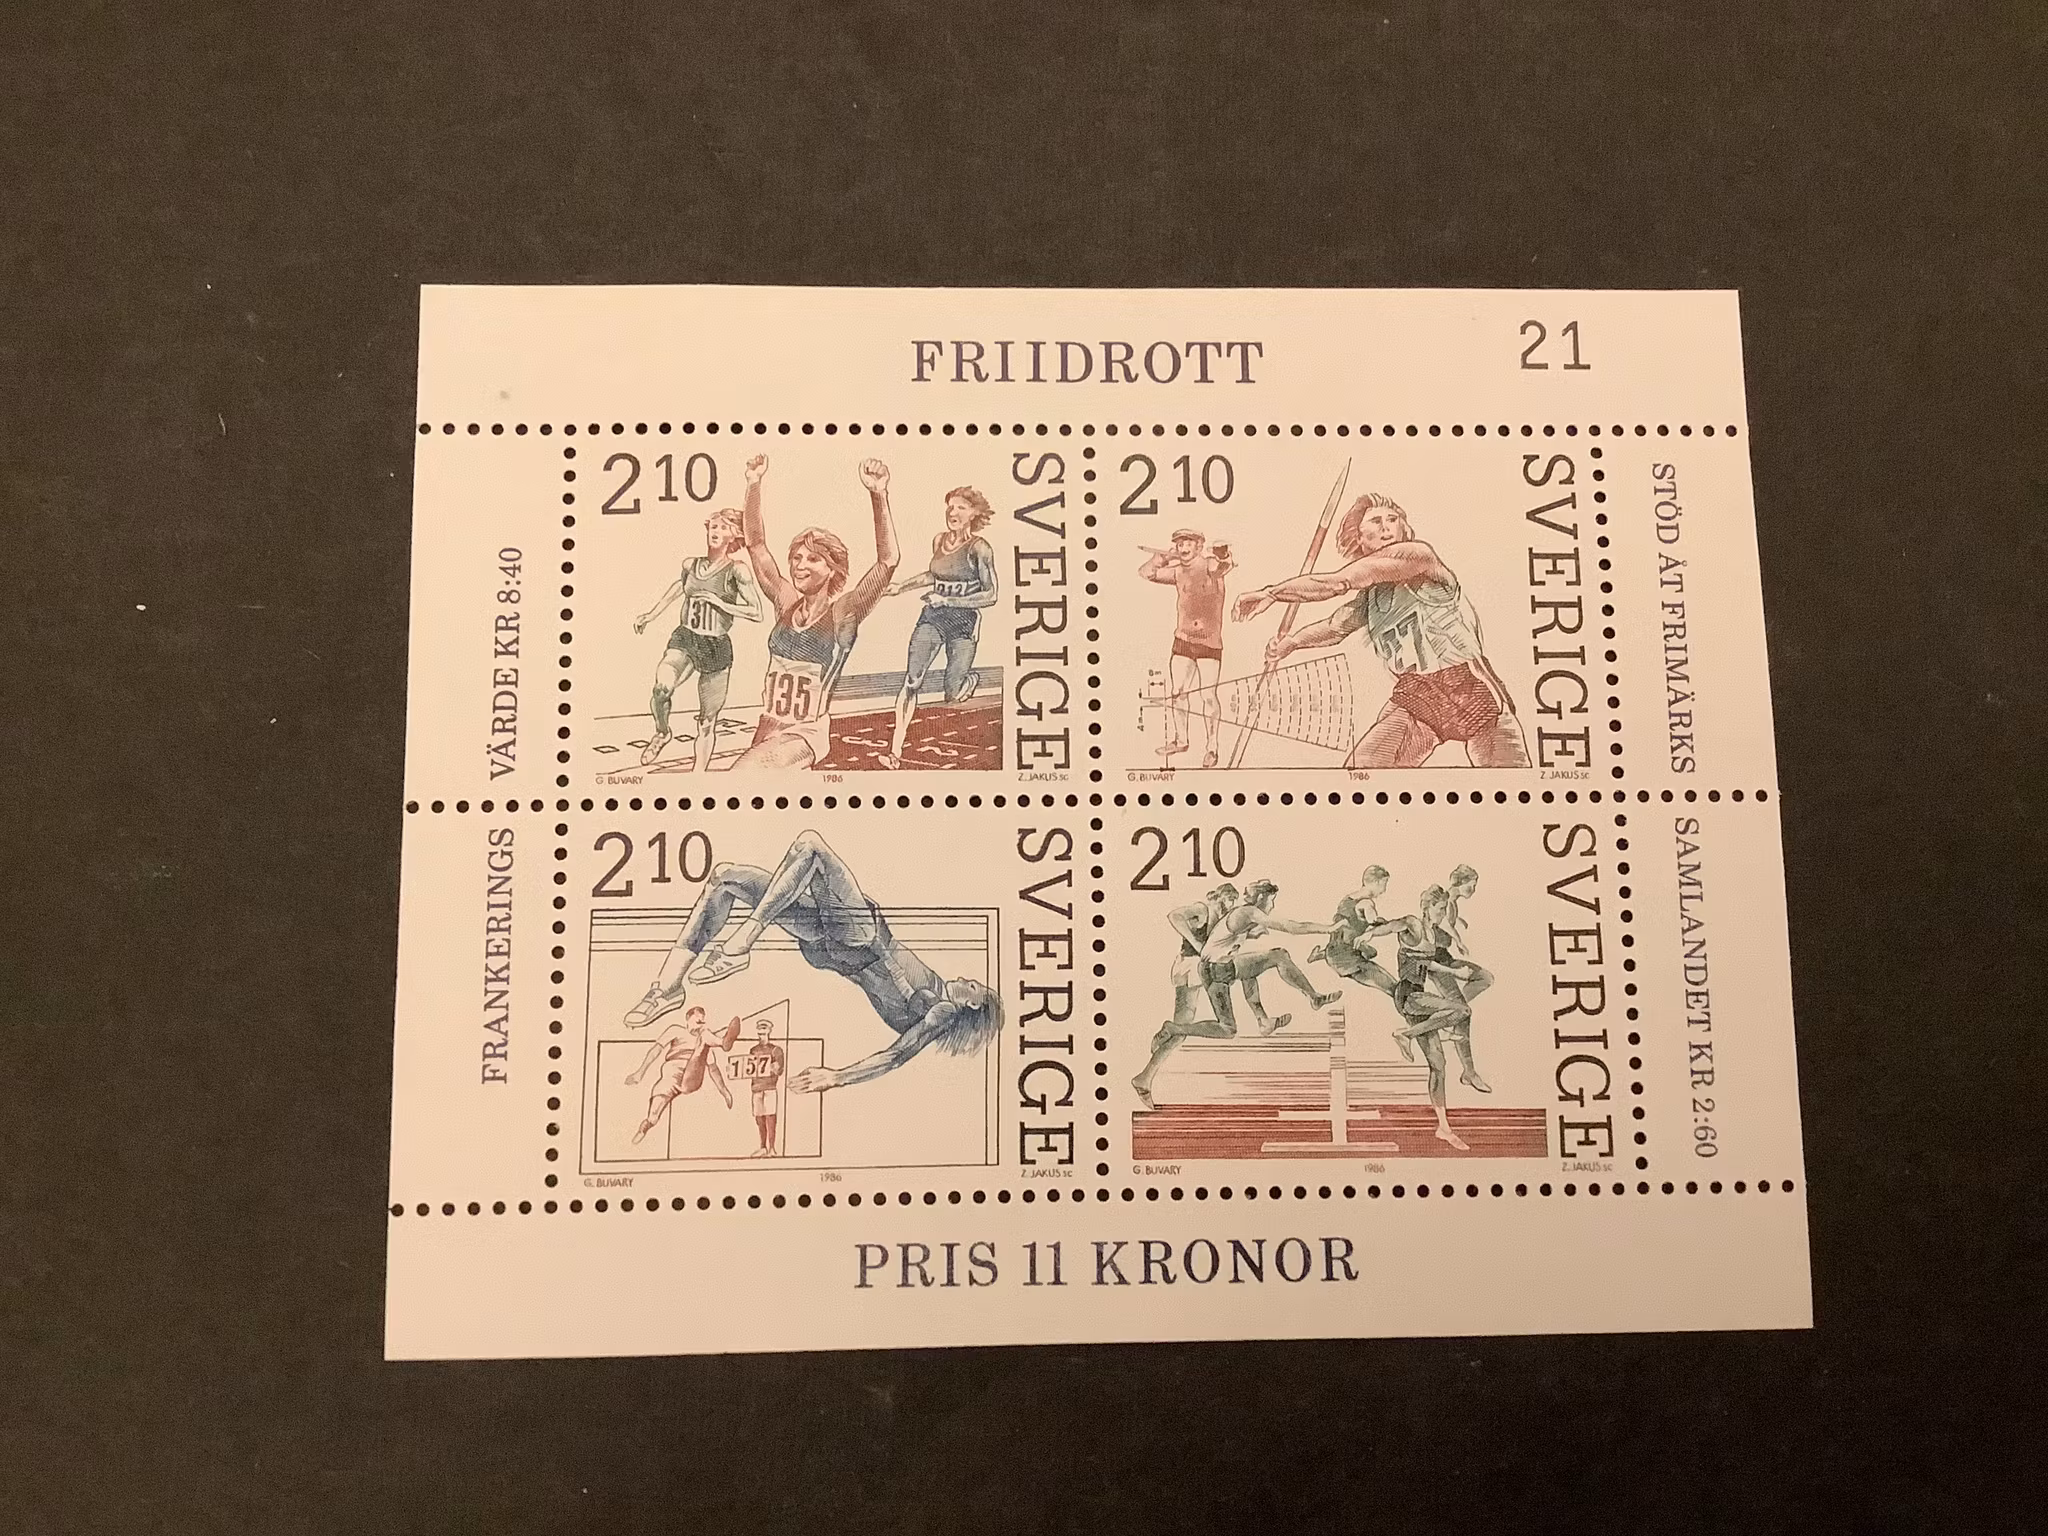 FRIIDROTT
21
FRANKERINGS VÄRDE KR 8:40
STÖD ÅT FRIMÄRKS SAMLANDET KR 2:60
2 10
SVERIGE
311
135
212
G. BUVARY 1986 Z. JAKUS SC
2 10
SVERIGE
G. BUVARY 1986 Z. JAKUS SC
2 10
SVERIGE
157
G. BUVARY 1986 Z. JAKUS SC
2 10
SVERIGE
G. BUVARY 1986 Z. JAKUS SC
PRIS 11 KRONOR